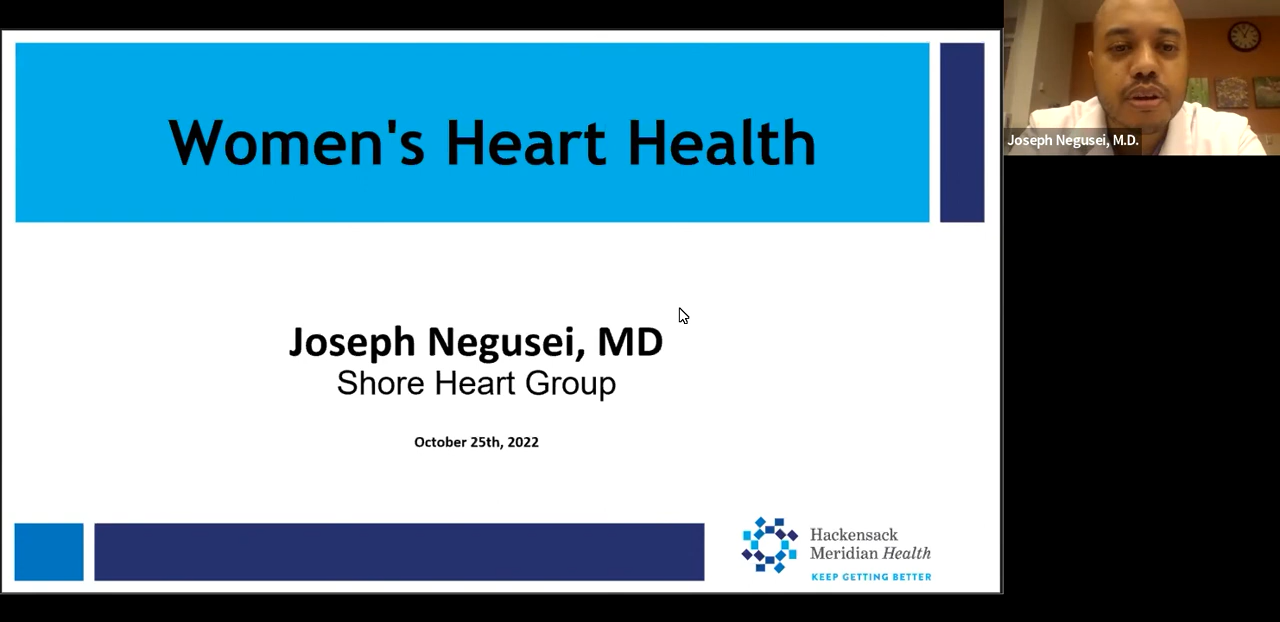 Women's Heart Health
Joseph Negusei, M.D.
Joseph Negusei, MD
Shore Heart Group
October 25th, 2022
Hackensack
Meridian Health
KEEP GETTING BETTER